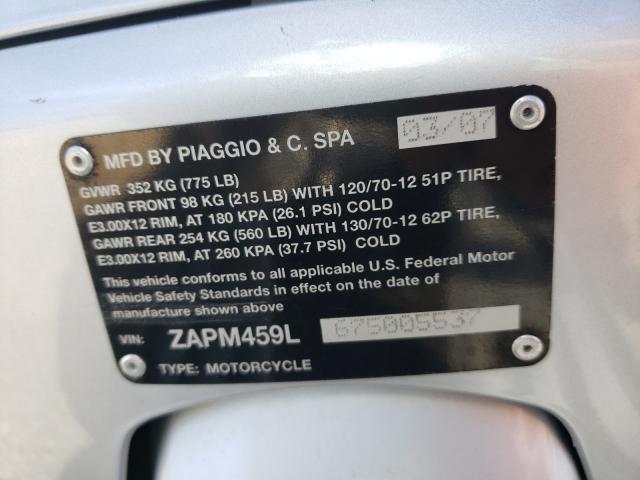 MFD BY PIAGGIO & C. SPA 03/07
GVWR 352 KG (775 LB)
GAWR FRONT 98 KG (215 LB) WITH 120/70-12 51P TIRE,
E3.00X12 RIM, AT 180 KPA (26.1 PSI) COLD
GAWR REAR 254 KG (560 LB) WITH 130/70-12 62P TIRE,
E3.00X12 RIM, AT 260 KPA (37.7 PSI) COLD
This vehicle conforms to all applicable U.S. Federal Motor
Vehicle Safety Standards in effect on the date of
manufacture shown above
VIN: ZAPM459L 675005537
TYPE: MOTORCYCLE